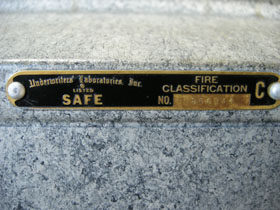 Underwriters' Laboratories, Inc.
LISTED
SAFE
FIRE
CLASSIFICATION
C
NO.